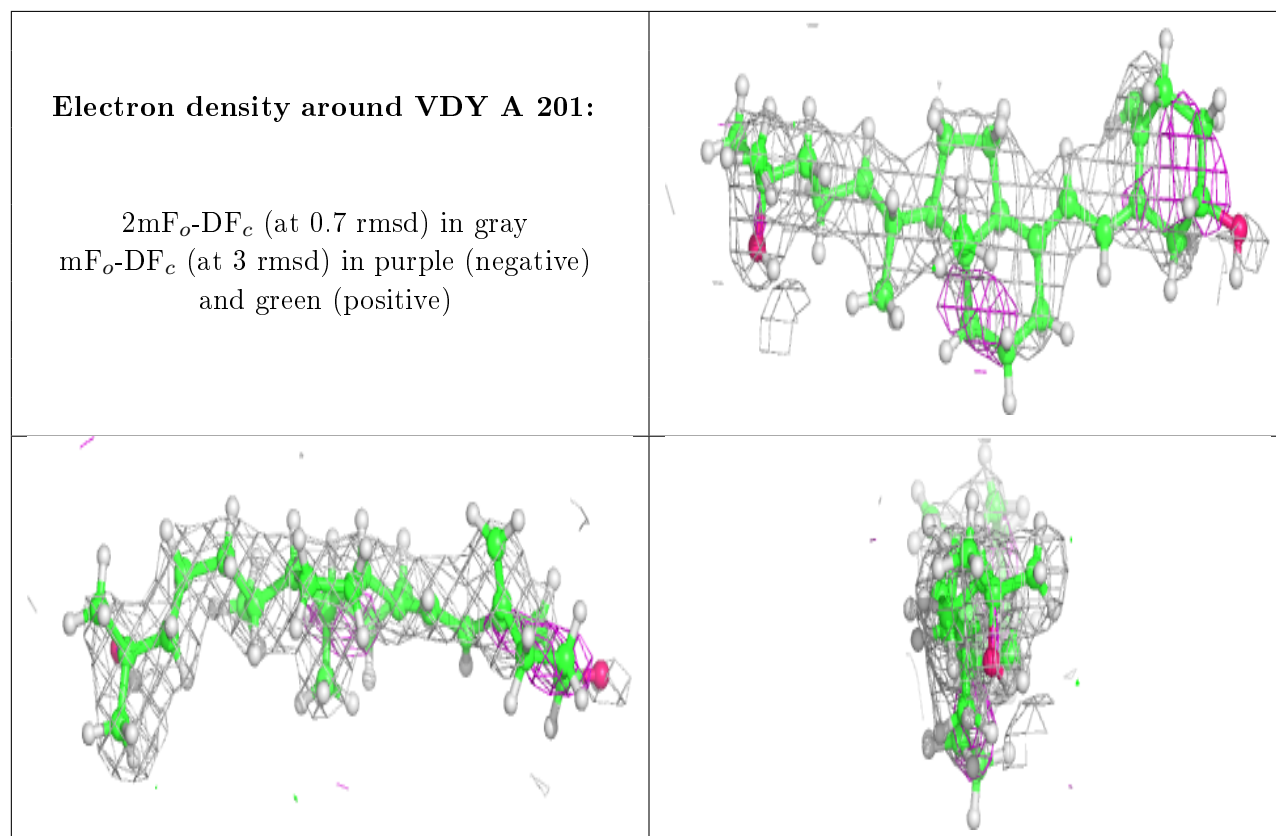 Electron density around VDY A 201:
2mFo-DFc (at 0.7 rmsd) in gray
mFo-DFc (at 3 rmsd) in purple (negative)
and green (positive)